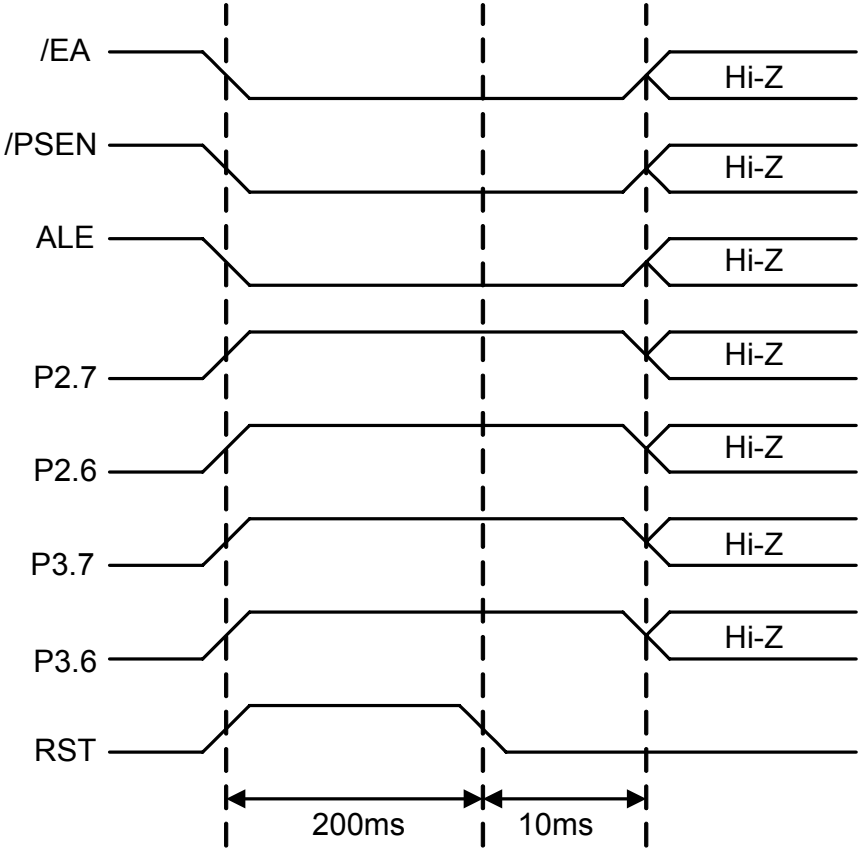 /EA Hi-Z
/PSEN Hi-Z
ALE Hi-Z
P2.7 Hi-Z
P2.6 Hi-Z
P3.7 Hi-Z
P3.6 Hi-Z
RST
200ms 10ms